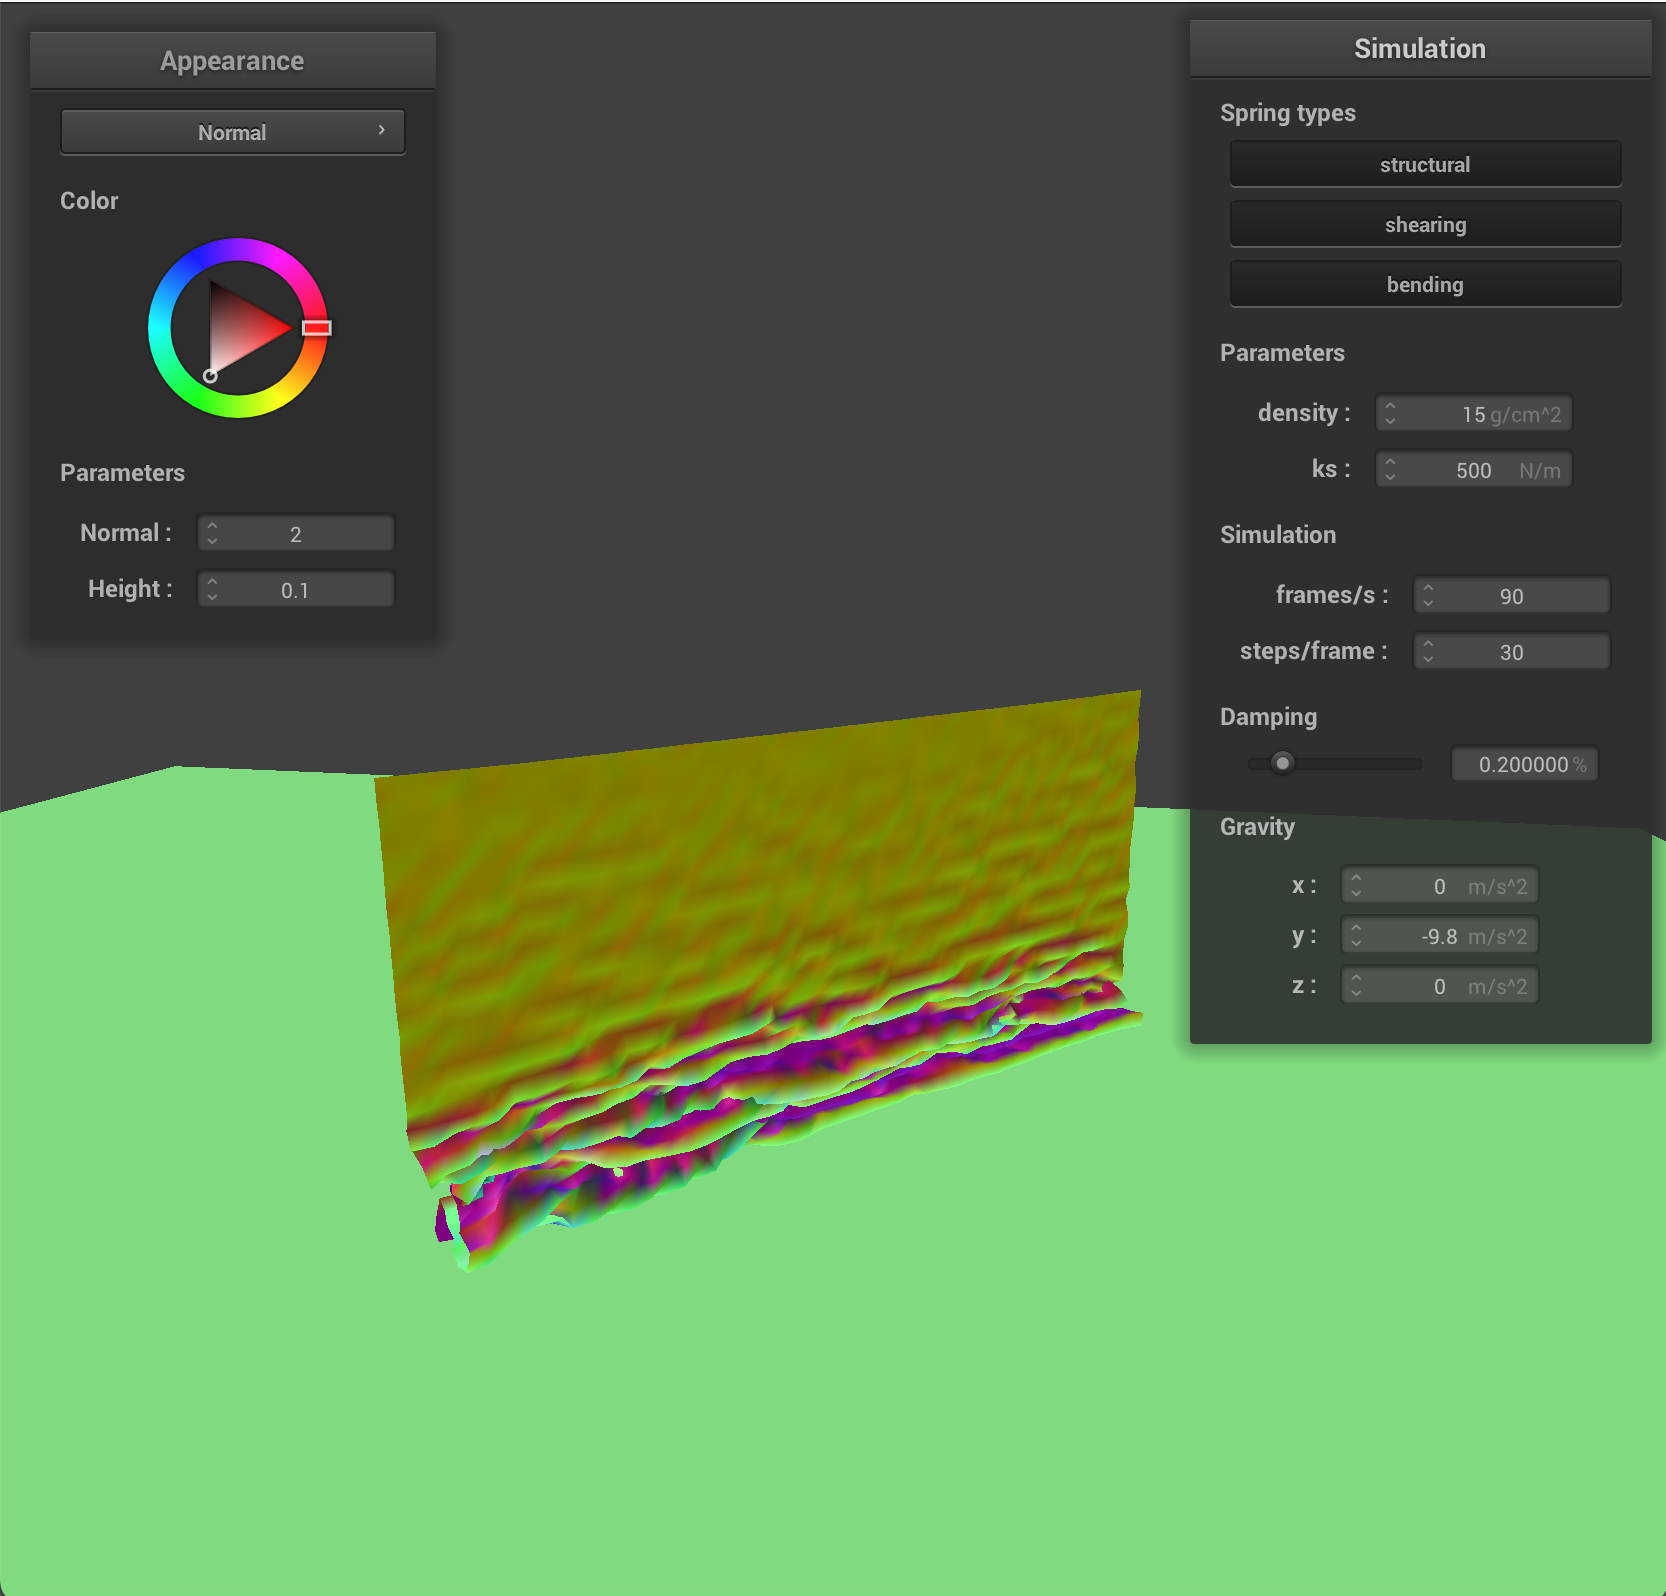 Appearance
Normal
Color
Parameters
Normal : 2
Height : 0.1
Simulation
Spring types
structural
shearing
bending
Parameters
density : 15 g/cm^2
ks : 500 N/m
Simulation
frames/s : 90
steps/frame : 30
Damping
0.200000 %
Gravity
x : 0 m/s^2
y : -9.8 m/s^2
z : 0 m/s^2